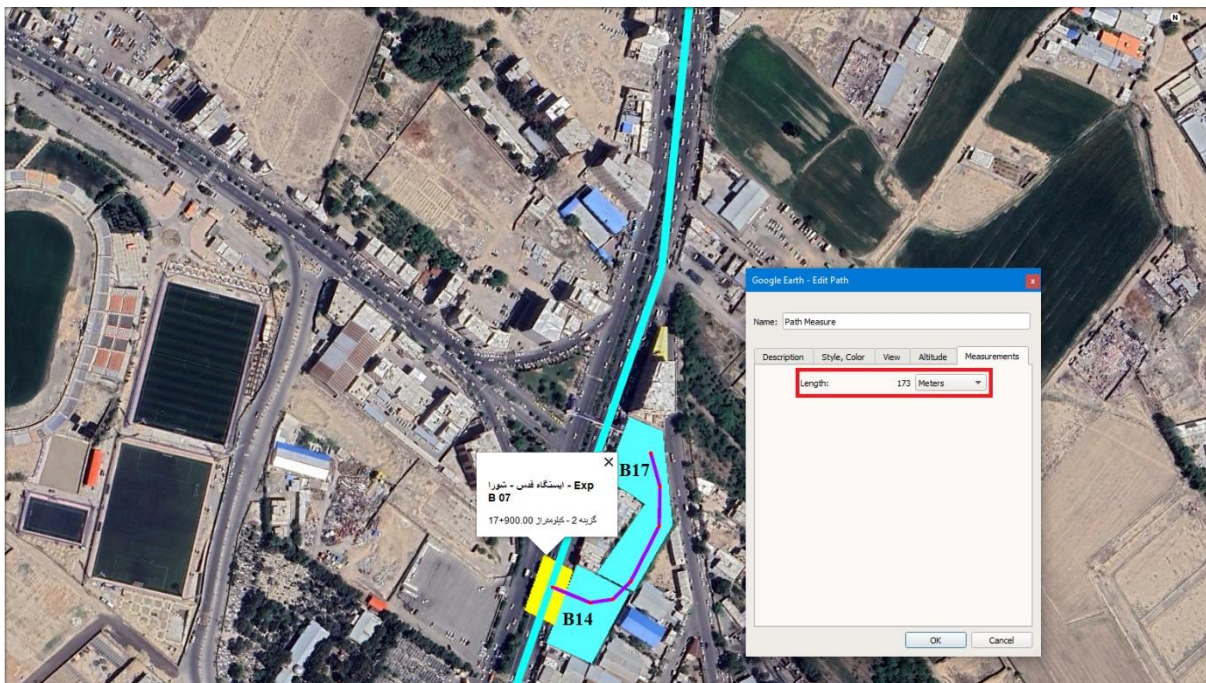 N
Google Earth - Edit Path
x
Name: Path Measure
Description Style, Color View Altitude Measurements
Length: 173 Meters
OK Cancel
B17
ایستگاه قدس - شورا - Exp
B 07
گزینه 2 - کیلومتراژ 17+900.00
B14